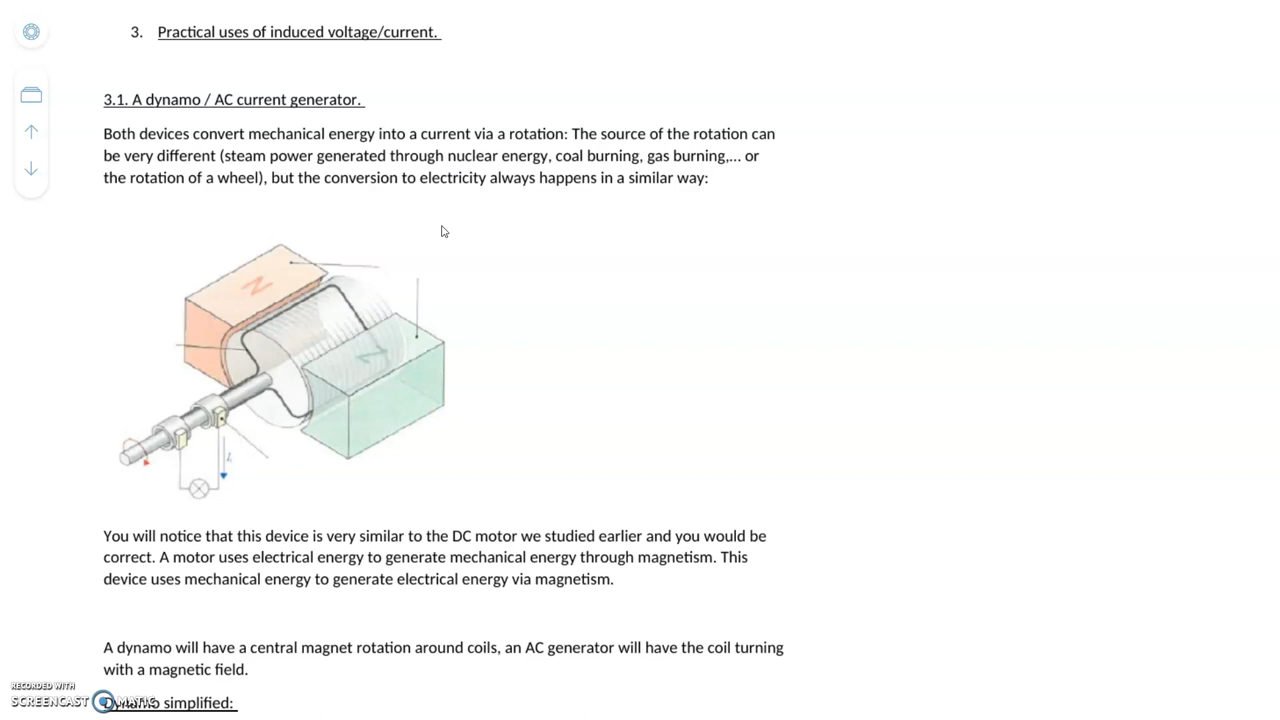 3. Practical uses of induced voltage/current.
3.1. A dynamo / AC current generator.
Both devices convert mechanical energy into a current via a rotation: The source of the rotation can
be very different (steam power generated through nuclear energy, coal burning, gas burning,... or
the rotation of a wheel), but the conversion to electricity always happens in a similar way:
N
Z
I
You will notice that this device is very similar to the DC motor we studied earlier and you would be
correct. A motor uses electrical energy to generate mechanical energy through magnetism. This
device uses mechanical energy to generate electrical energy via magnetism.
A dynamo will have a central magnet rotation around coils, an AC generator will have the coil turning
with a magnetic field.
Dynamo simplified:
RECORDED WITH
SCREENCAST MATIC